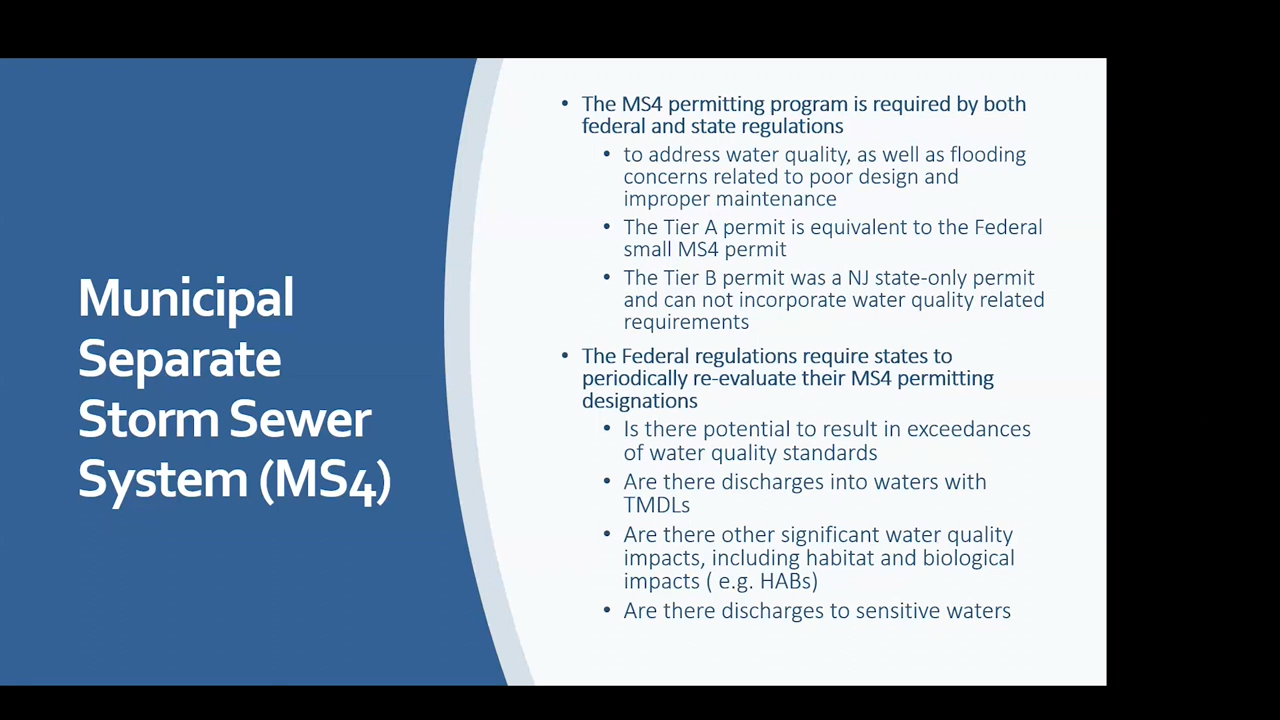 Municipal
Separate
Storm Sewer
System (MS4)
• The MS4 permitting program is required by both
federal and state regulations
• to address water quality, as well as flooding
concerns related to poor design and
improper maintenance
• The Tier A permit is equivalent to the Federal
small MS4 permit
• The Tier B permit was a NJ state-only permit
and can not incorporate water quality related
requirements
• The Federal regulations require states to
periodically re-evaluate their MS4 permitting
designations
• Is there potential to result in exceedances
of water quality standards
• Are there discharges into waters with
TMDLs
• Are there other significant water quality
impacts, including habitat and biological
impacts ( e.g. HABs)
• Are there discharges to sensitive waters